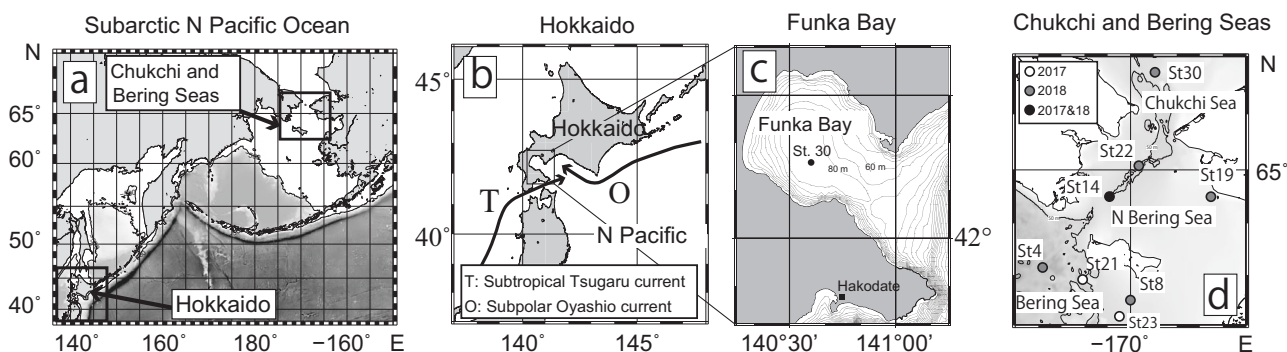 Subarctic N Pacific Ocean
N
a
Chukchi and
Bering Seas
65°
60°
50°
40°
Hokkaido
140
160
180
−160
E
Hokkaido
b
45°
Hokkaido
T
O
N Pacific
40°
T: Subtropical Tsugaru current
O: Subpolar Oyashio current
140°
145°
Funka Bay
c
Funka Bay
St. 30
80 m
60 m
42°
Hakodate
140°30'
141°00'
Chukchi and Bering Seas
N
2017
2018
2017&18
St30
Chukchi Sea
50 m
St22
65°
St19
St14
N Bering Sea
50 m
St4
St21
St8
Bering Sea
St23
d
−170°
E